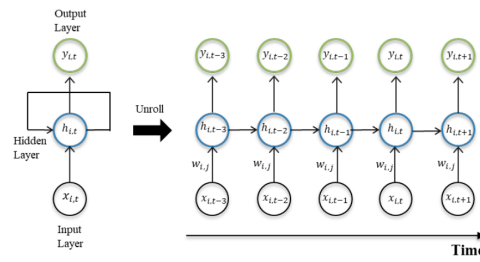 Output
Layer
y_{i,t}
Hidden
Layer
h_{i,t}
x_{i,t}
Input
Layer
Unroll
y_{i,t-3} y_{i,t-2} y_{i,t-1} y_{i,t} y_{i,t+1}
h_{i,t-3} h_{i,t-2} h_{i,t-1} h_{i,t} h_{i,t+1}
w_{i,j} w_{i,j} w_{i,j} w_{i,j} w_{i,j}
x_{i,t-3} x_{i,t-2} x_{i,t-1} x_{i,t} x_{i,t+1}
Time